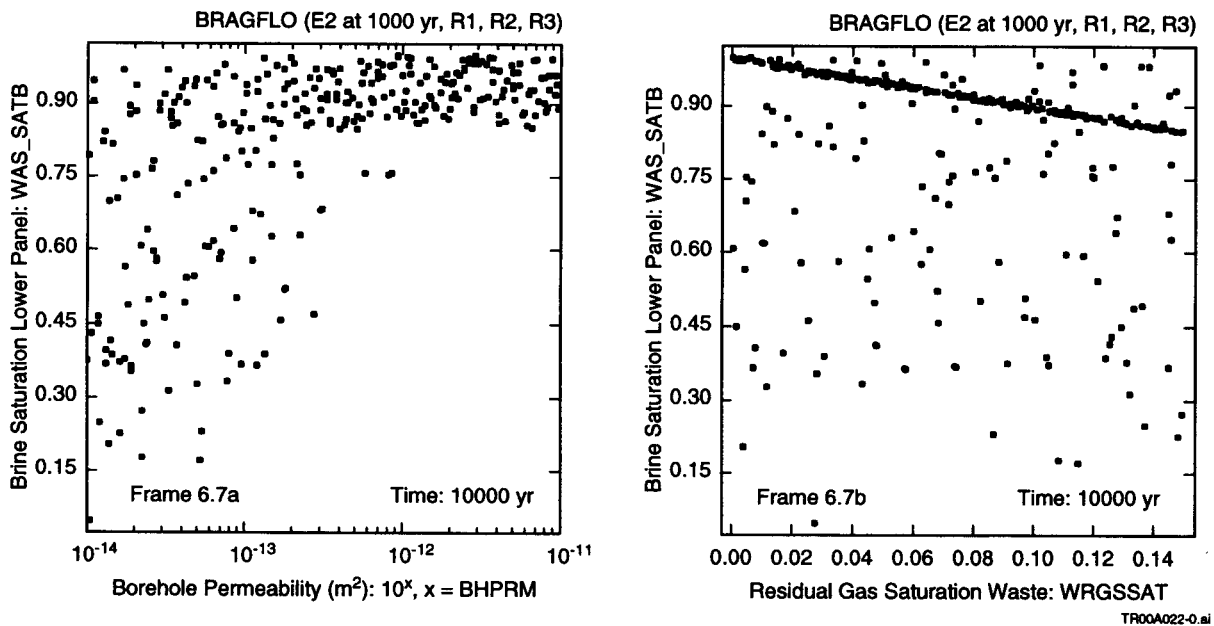 BRAGFLO (E2 at 1000 yr, R1, R2, R3)
Brine Saturation Lower Panel: WAS_SATB
0.90
0.75
0.60
0.45
0.30
0.15
Frame 6.7a
Time: 10000 yr
10⁻¹⁴ 10⁻¹³ 10⁻¹² 10⁻¹¹
Borehole Permeability (m²): 10ˣ, x = BHPRM
BRAGFLO (E2 at 1000 yr, R1, R2, R3)
Brine Saturation Lower Panel: WAS_SATB
0.90
0.75
0.60
0.45
0.30
0.15
Frame 6.7b
Time: 10000 yr
0.00 0.02 0.04 0.06 0.08 0.10 0.12 0.14
Residual Gas Saturation Waste: WRGSSAT
TR00A022-0.ai